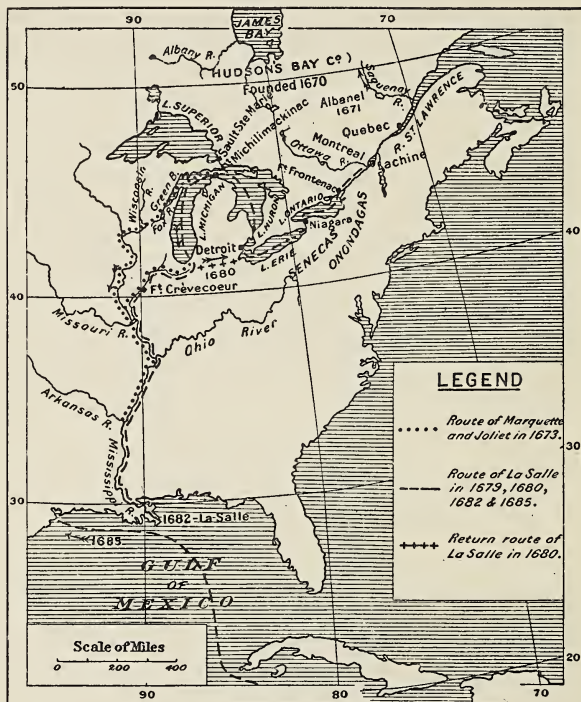 90
80
70
JAMES
BAY
Albany R.
HUDSONS BAY Co.)
Founded 1670
Saguenay
R.
50
Albanel
1671
L. SUPERIOR
Sault Ste Marie
Michilimackinac
Quebec
R. ST. LAWRENCE
Montreal
Ottawa R.
Lachine
Ft. Frontenac
Wisconsin
R.
Green B.
Fox R.
L. MICHIGAN
L. HURON
L. ONTARIO
Niagara
Detroit
L. ERIE
SENECAS
ONONDAGAS
1680
40
40
Ft. Crèvecoeur
Missouri R.
Ohio River
Arkansas R.
Mississippi
R.
30
30
1682-La Salle
1685
GULF
OF
MEXICO
LEGEND
Route of Marquette
and Joliet in 1673.
Route of La Salle
in 1679, 1680,
1682 & 1685.
Return route of
La Salle in 1680.
Scale of Miles
0 200 400
20
90
80
70